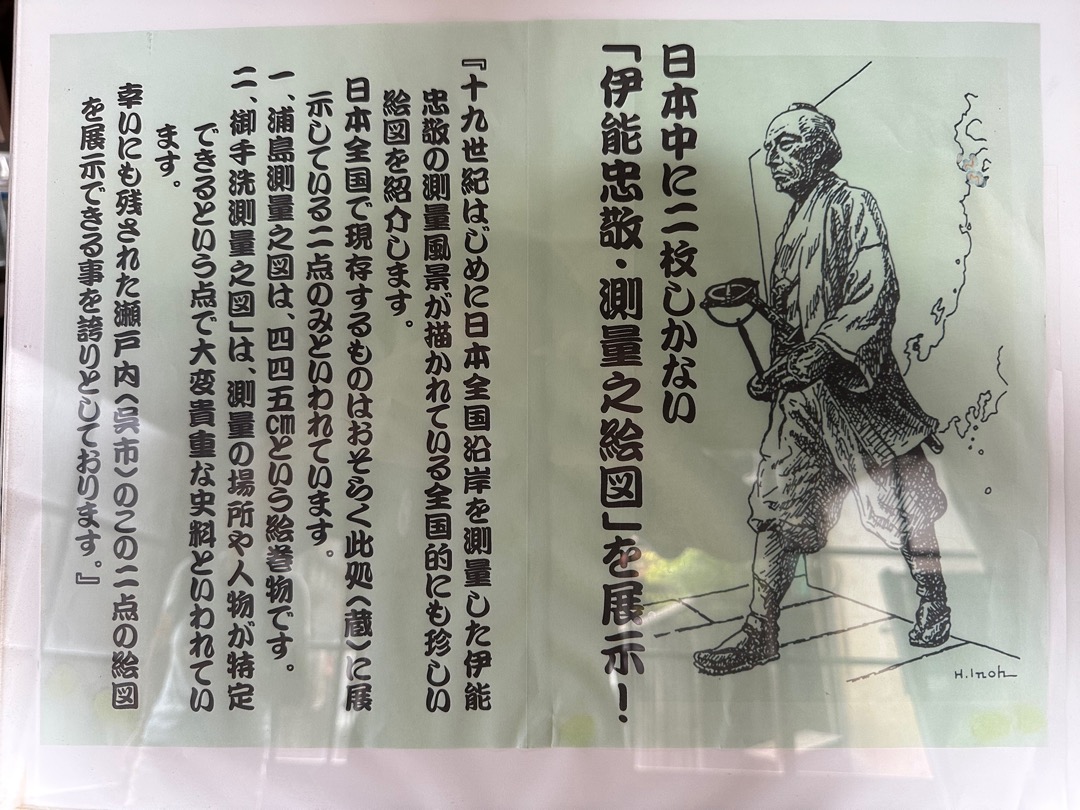 日本中に二枚しかない
「伊能忠敬・測量之絵図」を展示！
『十九世紀はじめに日本全国沿岸を測量した伊能
忠敬の測量風景が描かれている全国的にも珍しい
絵図を紹介します。
日本全国で現存するものはおそらく此処〈蔵〉に展
示している二点のみといわれています。
一、浦島測量之図は、四四五cmという絵巻物です。
二、御手洗測量之図」は、測量の場所や人物が特定
できるという点で大変貴重な史料といわれてい
ます。
幸いにも残された瀬戸内〈呉市〉のこの二点の絵図
を展示できる事を誇りとしております。』
H.Inoh